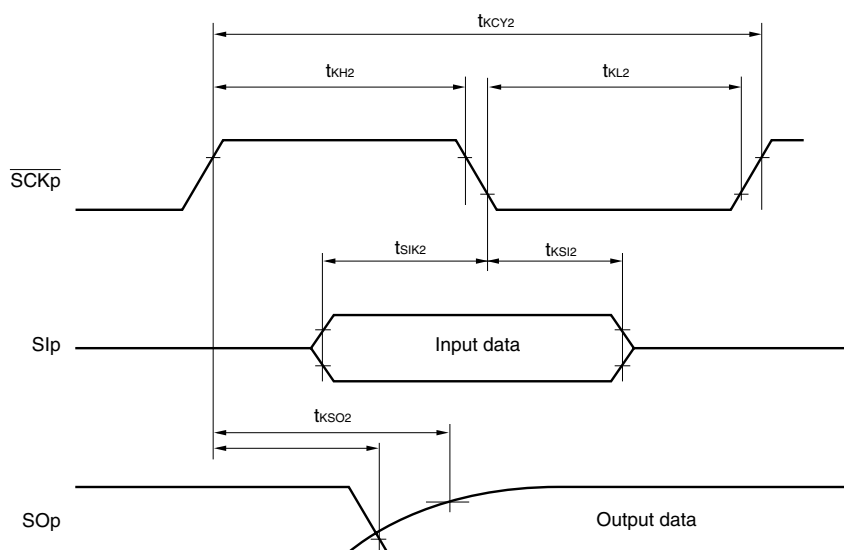 tKCY2
tKH2
tKL2
SCKp
tSIK2
tKSI2
SIp
Input data
tKSO2
SOp
Output data